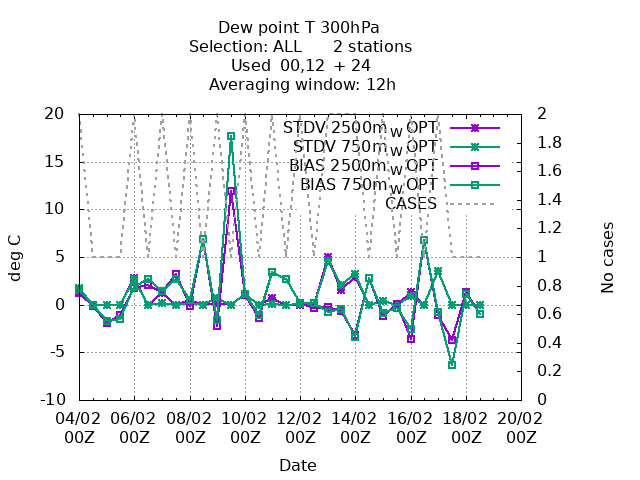 Dew point T 300hPa
Selection: ALL 2 stations
Used 00,12 + 24
Averaging window: 12h
20
15
10
5
0
-5
-10
deg C
2
1.8
1.6
1.4
1.2
1
0.8
0.6
0.4
0.2
0
No cases
STDV 2500m_w OPT
STDV 750m_w OPT
BIAS 2500m_w OPT
BIAS 750m_w OPT
CASES
04/02 06/02 08/02 10/02 12/02 14/02 16/02 18/02 20/02
00Z 00Z 00Z 00Z 00Z 00Z 00Z 00Z 00Z
Date